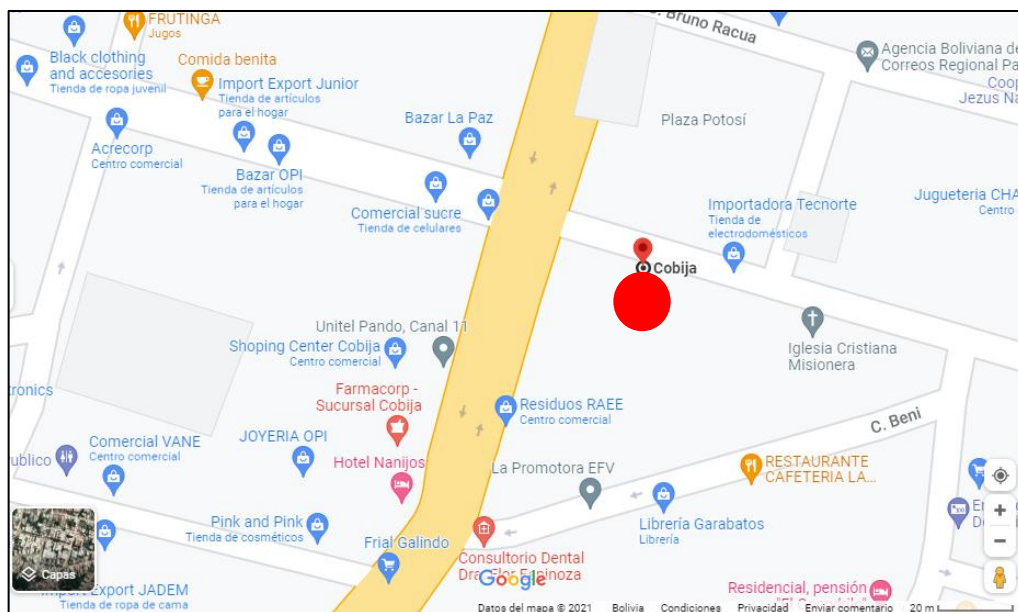 FRUTINGA
Jugos
Bruno Racua
Black clothing
and accesories
Tienda de ropa juvenil
Comida benita
Import Export Junior
Tienda de artículos
para el hogar
Agencia Boliviana de
Correos Regional Pa
Coop
Jezus Na
Plaza Potosí
Bazar La Paz
Acrecorp
Centro comercial
Bazar OPI
Tienda de artículos
para el hogar
Comercial sucre
Tienda de celulares
Importadora Tecnorte
Tienda de
electrodomésticos
Jugueteria CHA
Centro
Cobija
Unitel Pando, Canal 11
Shoping Center Cobija
Centro comercial
Iglesia Cristiana
Misionera
tronics
Farmacorp -
Sucursal Cobija
Residuos RAEE
Centro comercial
C. Beni
Comercial VANE
Centro comercial
ublico
JOYERIA OPI
Hotel Nanijos
La Promotora EFV
RESTAURANTE
CAFETERIA LA...
Pink and Pink
Tienda de cosméticos
Frial Galindo
Librería Garabatos
Librería
Consultorio Dental
Dra. Flor Espinoza
Google
Capas
Export JADEM
Tienda de ropa de cama
Residencial, pensión
Datos del mapa © 2021 Bolivia Condiciones Privacidad Enviar comentario 20 m